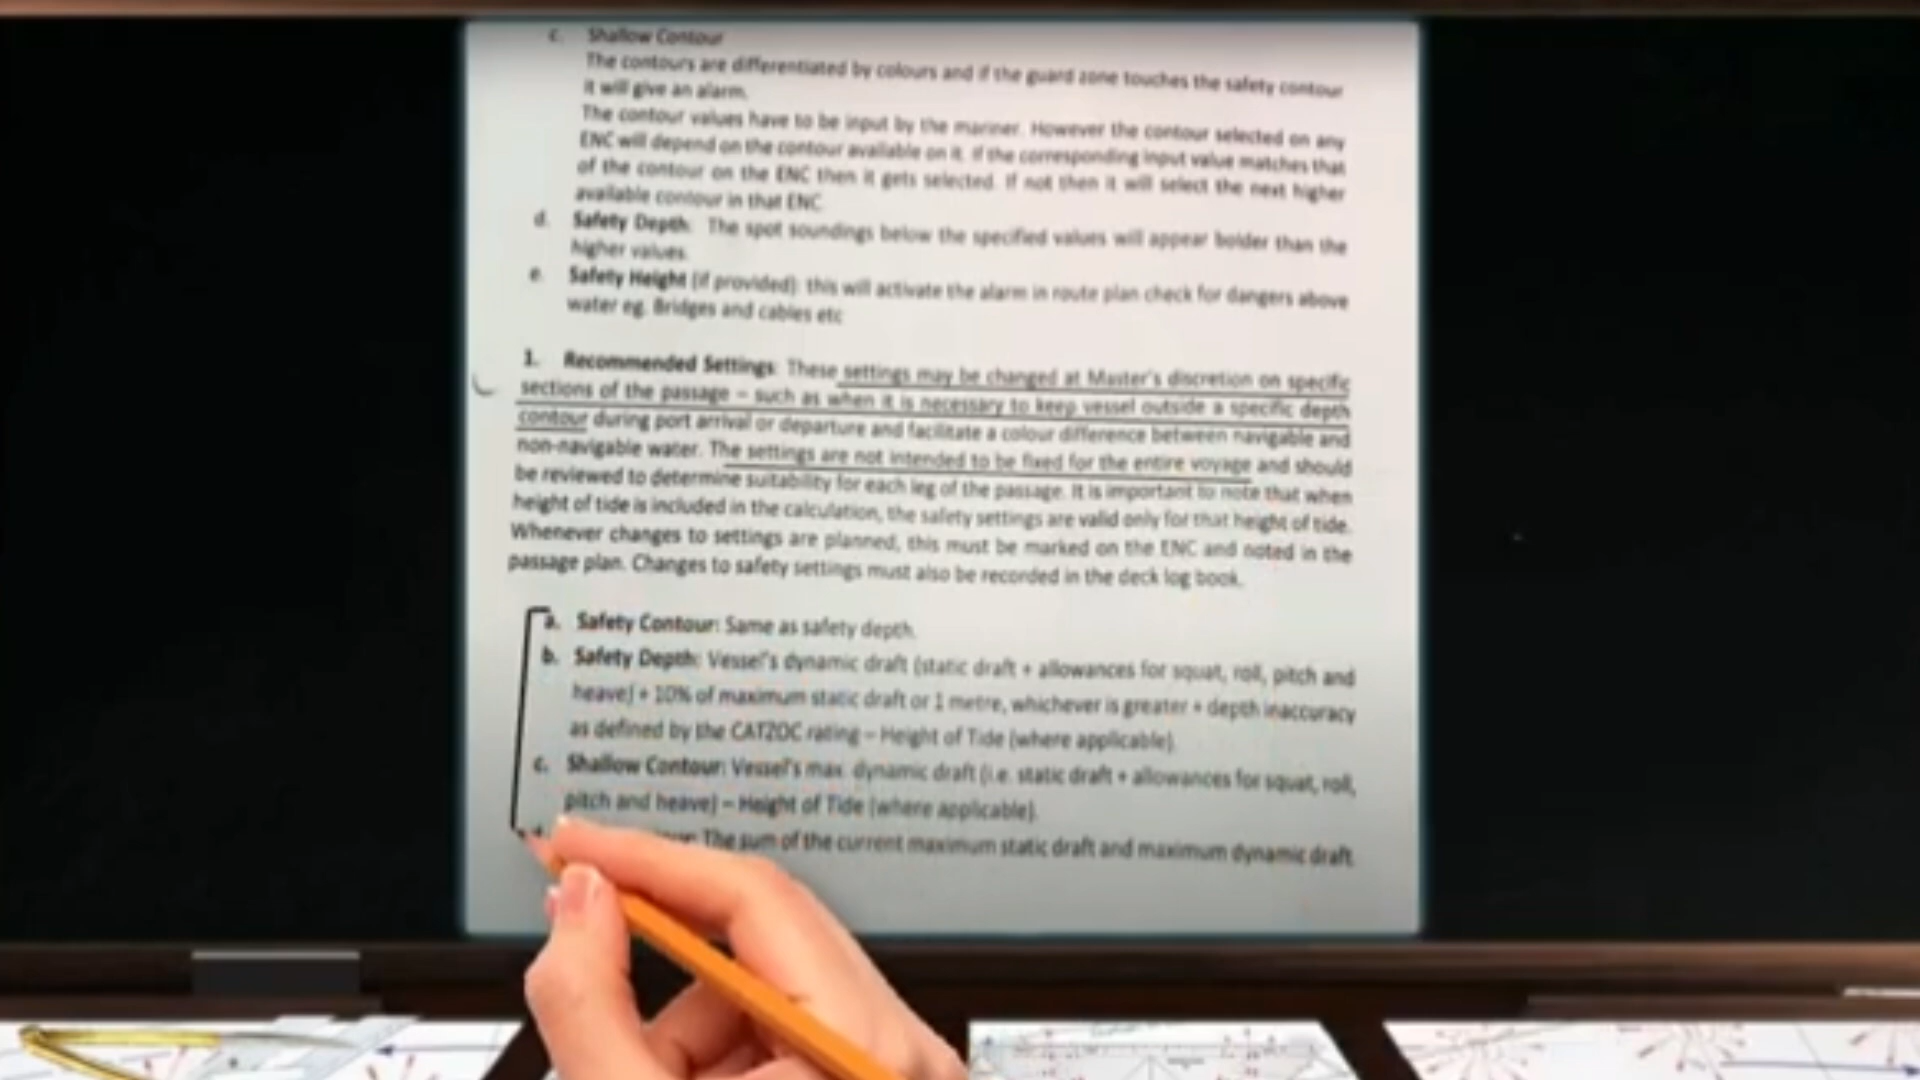 c. Shallow Contour
The contours are differentiated by colours and if the guard zone touches the safety contour
it will give an alarm.
The contour values have to be input by the mariner. However the contour selected on any
ENC will depend on the contour available on it. If the corresponding input value matches that
of the contour on the ENC then it gets selected. If not then it will select the next higher
available contour in that ENC
d. Safety Depth: The spot soundings below the specified values will appear bolder than the
higher values.
e. Safety Height (if provided): this will activate the alarm in route plan check for dangers above
water eg. Bridges and cables etc
1. Recommended Settings: These settings may be changed at Master's discretion on specific
sections of the passage – such as when it is necessary to keep vessel outside a specific depth
contour during port arrival or departure and facilitate a colour difference between navigable and
non-navigable water. The settings are not intended to be fixed for the entire voyage and should
be reviewed to determine suitability for each leg of the passage. It is important to note that when
height of tide is included in the calculation, the safety settings are valid only for that height of tide.
Whenever changes to settings are planned, this must be marked on the ENC and noted in the
passage plan. Changes to safety settings must also be recorded in the deck log book.
a. Safety Contour: Same as safety depth.
b. Safety Depth: Vessel's dynamic draft (static draft + allowances for squat, roll, pitch and
heave) + 10% of maximum static draft or 1 metre, whichever is greater + depth inaccuracy
as defined by the CATZOC rating – Height of Tide (where applicable).
c. Shallow Contour: Vessel's max dynamic draft (i.e. static draft + allowances for squat, roll,
pitch and heave) – Height of Tide (where applicable).
The sum of the current maximum static draft and maximum dynamic draft